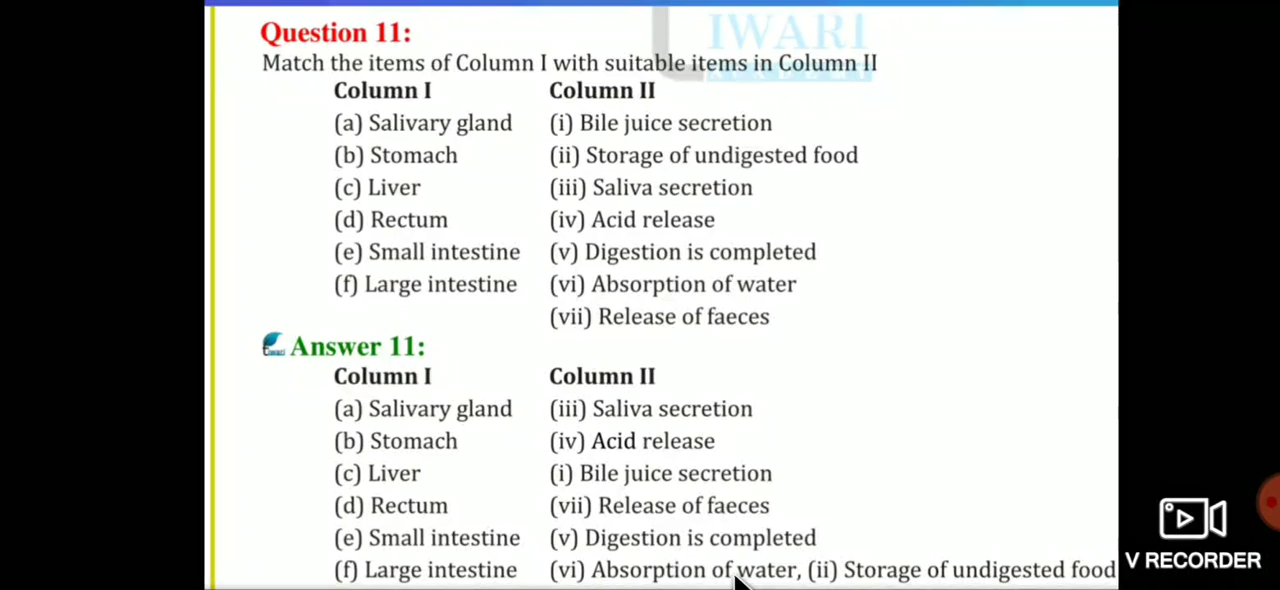 IWARI
ACADEMY
Question 11:
Match the items of Column I with suitable items in Column II
Column I Column II
(a) Salivary gland (i) Bile juice secretion
(b) Stomach (ii) Storage of undigested food
(c) Liver (iii) Saliva secretion
(d) Rectum (iv) Acid release
(e) Small intestine (v) Digestion is completed
(f) Large intestine (vi) Absorption of water
(vii) Release of faeces
Answer 11:
Column I Column II
(a) Salivary gland (iii) Saliva secretion
(b) Stomach (iv) Acid release
(c) Liver (i) Bile juice secretion
(d) Rectum (vii) Release of faeces
(e) Small intestine (v) Digestion is completed
(f) Large intestine (vi) Absorption of water, (ii) Storage of undigested food
V RECORDER